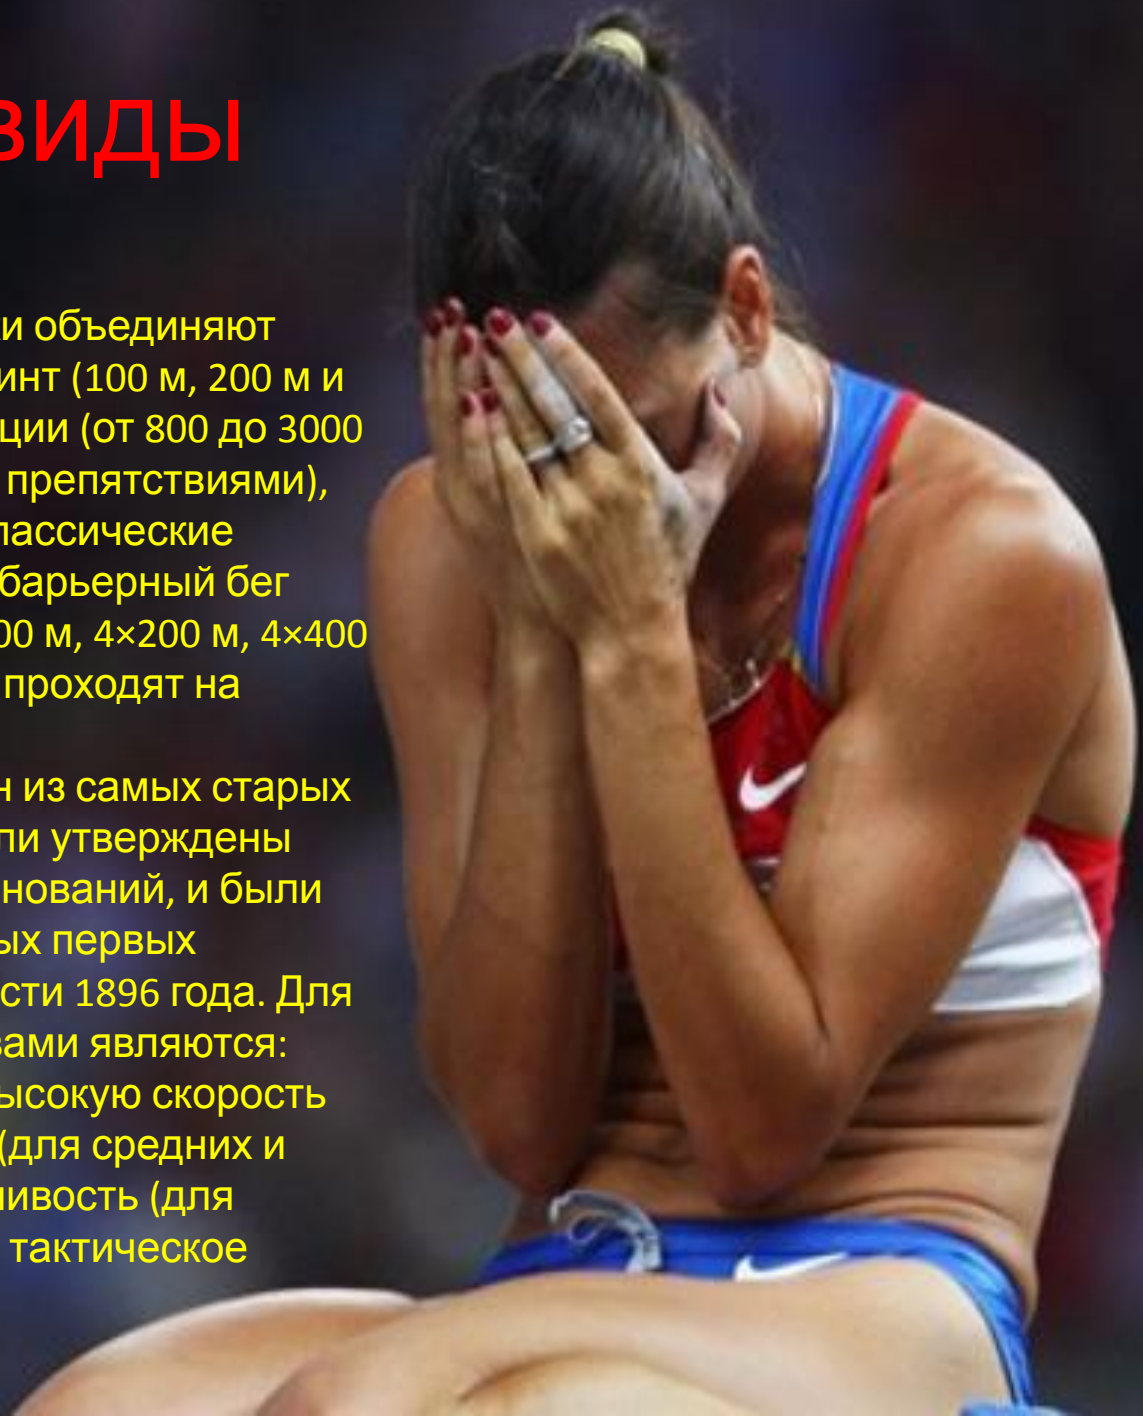 виды
ки объединяют
инт (100 м, 200 м и
ции (от 800 до 3000
препятствиями),
лассические
барьерный бег
00 м, 4×200 м, 4×400
проходят на
н из самых старых
ли утверждены
нований, и были
ых первых
сти 1896 года. Для
вами являются:
ысокую скорость
(для средних и
ливость (для
тактическое